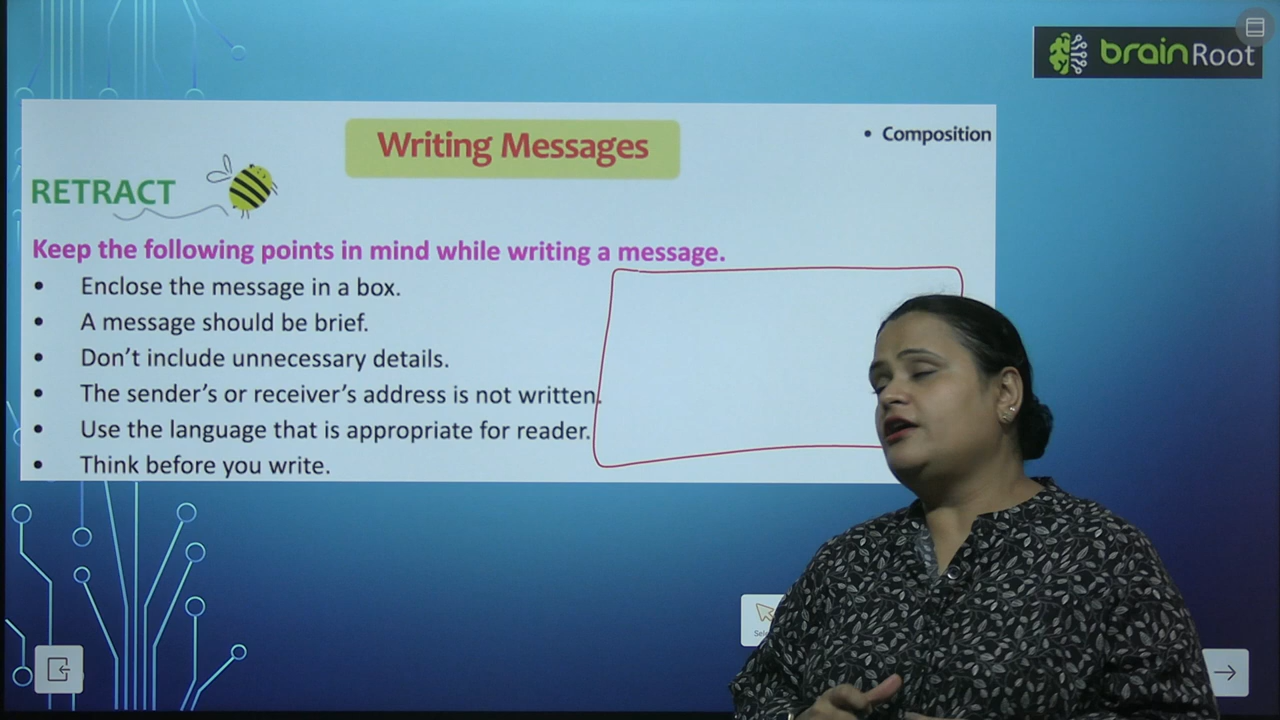 brainRoot
Writing Messages
• Composition
RETRACT
Keep the following points in mind while writing a message.
• Enclose the message in a box.
• A message should be brief.
• Don't include unnecessary details.
• The sender's or receiver's address is not written.
• Use the language that is appropriate for reader.
• Think before you write.